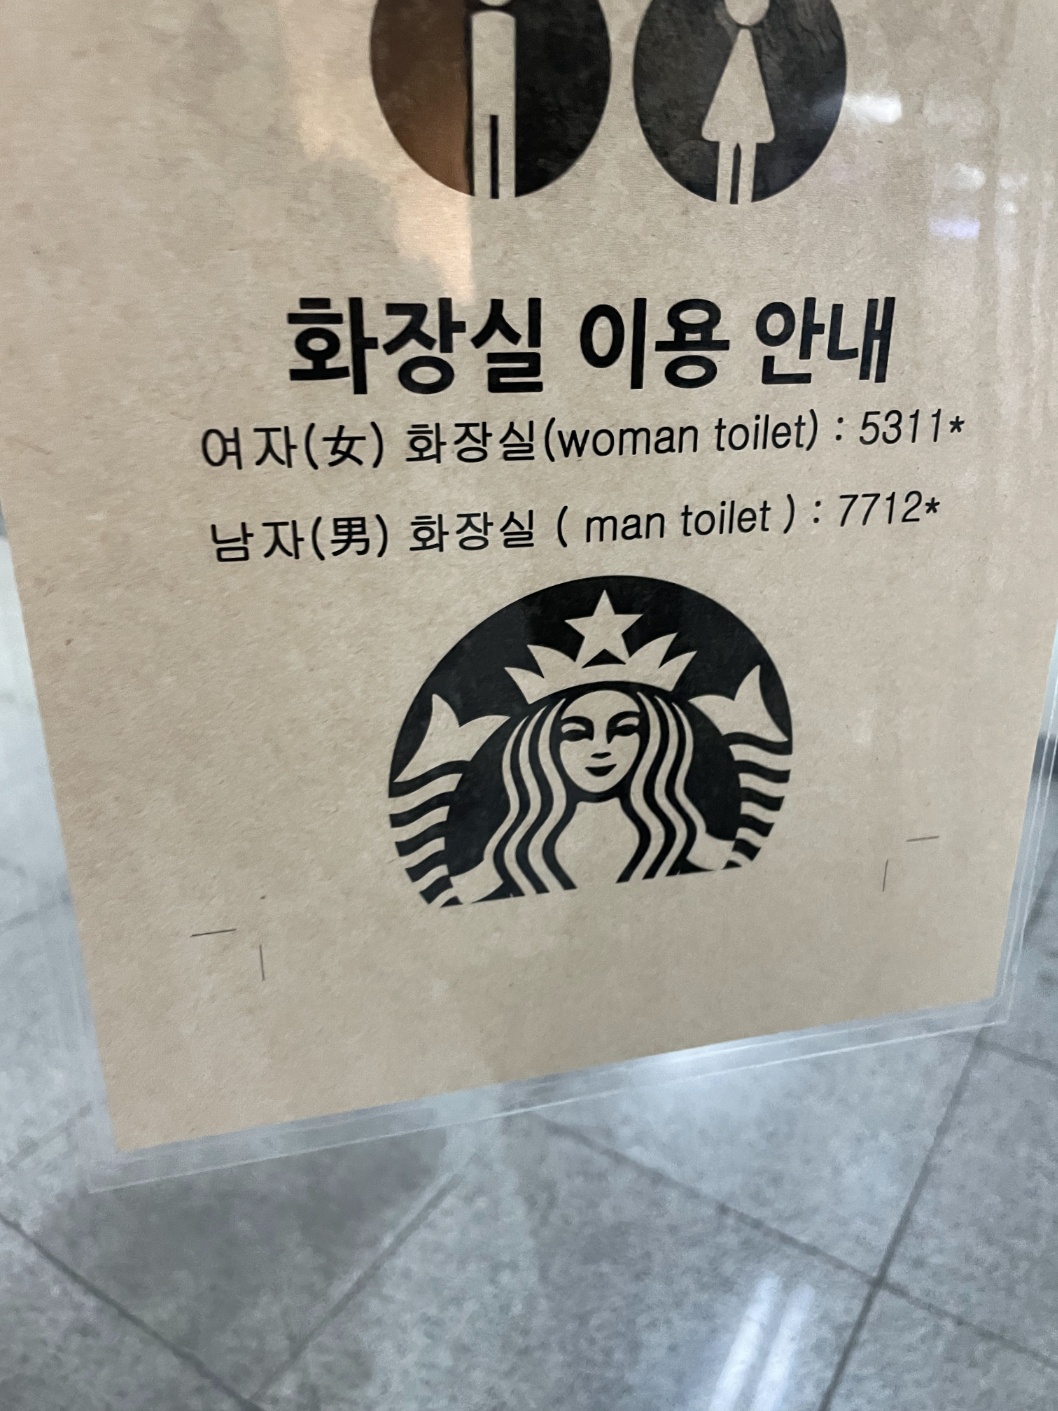 화장실 이용 안내
여자(女) 화장실(woman toilet) : 5311*
남자(男) 화장실 ( man toilet ) : 7712*